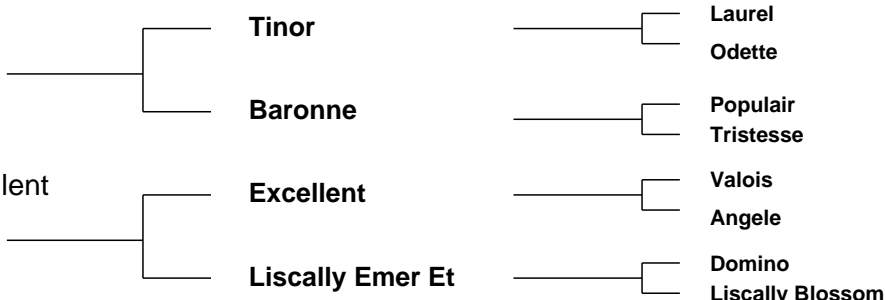 Laurel
Tinor
Odette
Populair
Baronne
Tristesse
Valois
lent
Excellent
Angele
Domino
Liscally Emer Et
Liscally Blossom